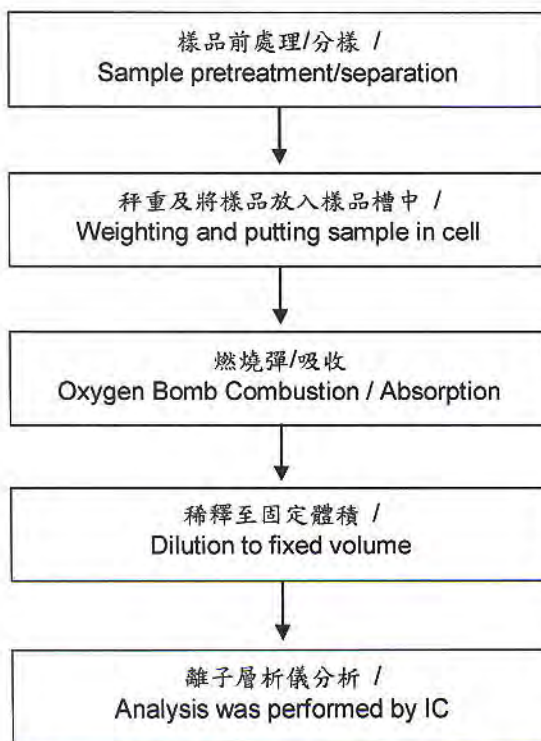 樣品前處理/分樣 /
Sample pretreatment/separation
秤重及將樣品放入樣品槽中 /
Weighting and putting sample in cell
燃燒彈/吸收
Oxygen Bomb Combustion / Absorption
稀釋至固定體積 /
Dilution to fixed volume
離子層析儀分析 /
Analysis was performed by IC